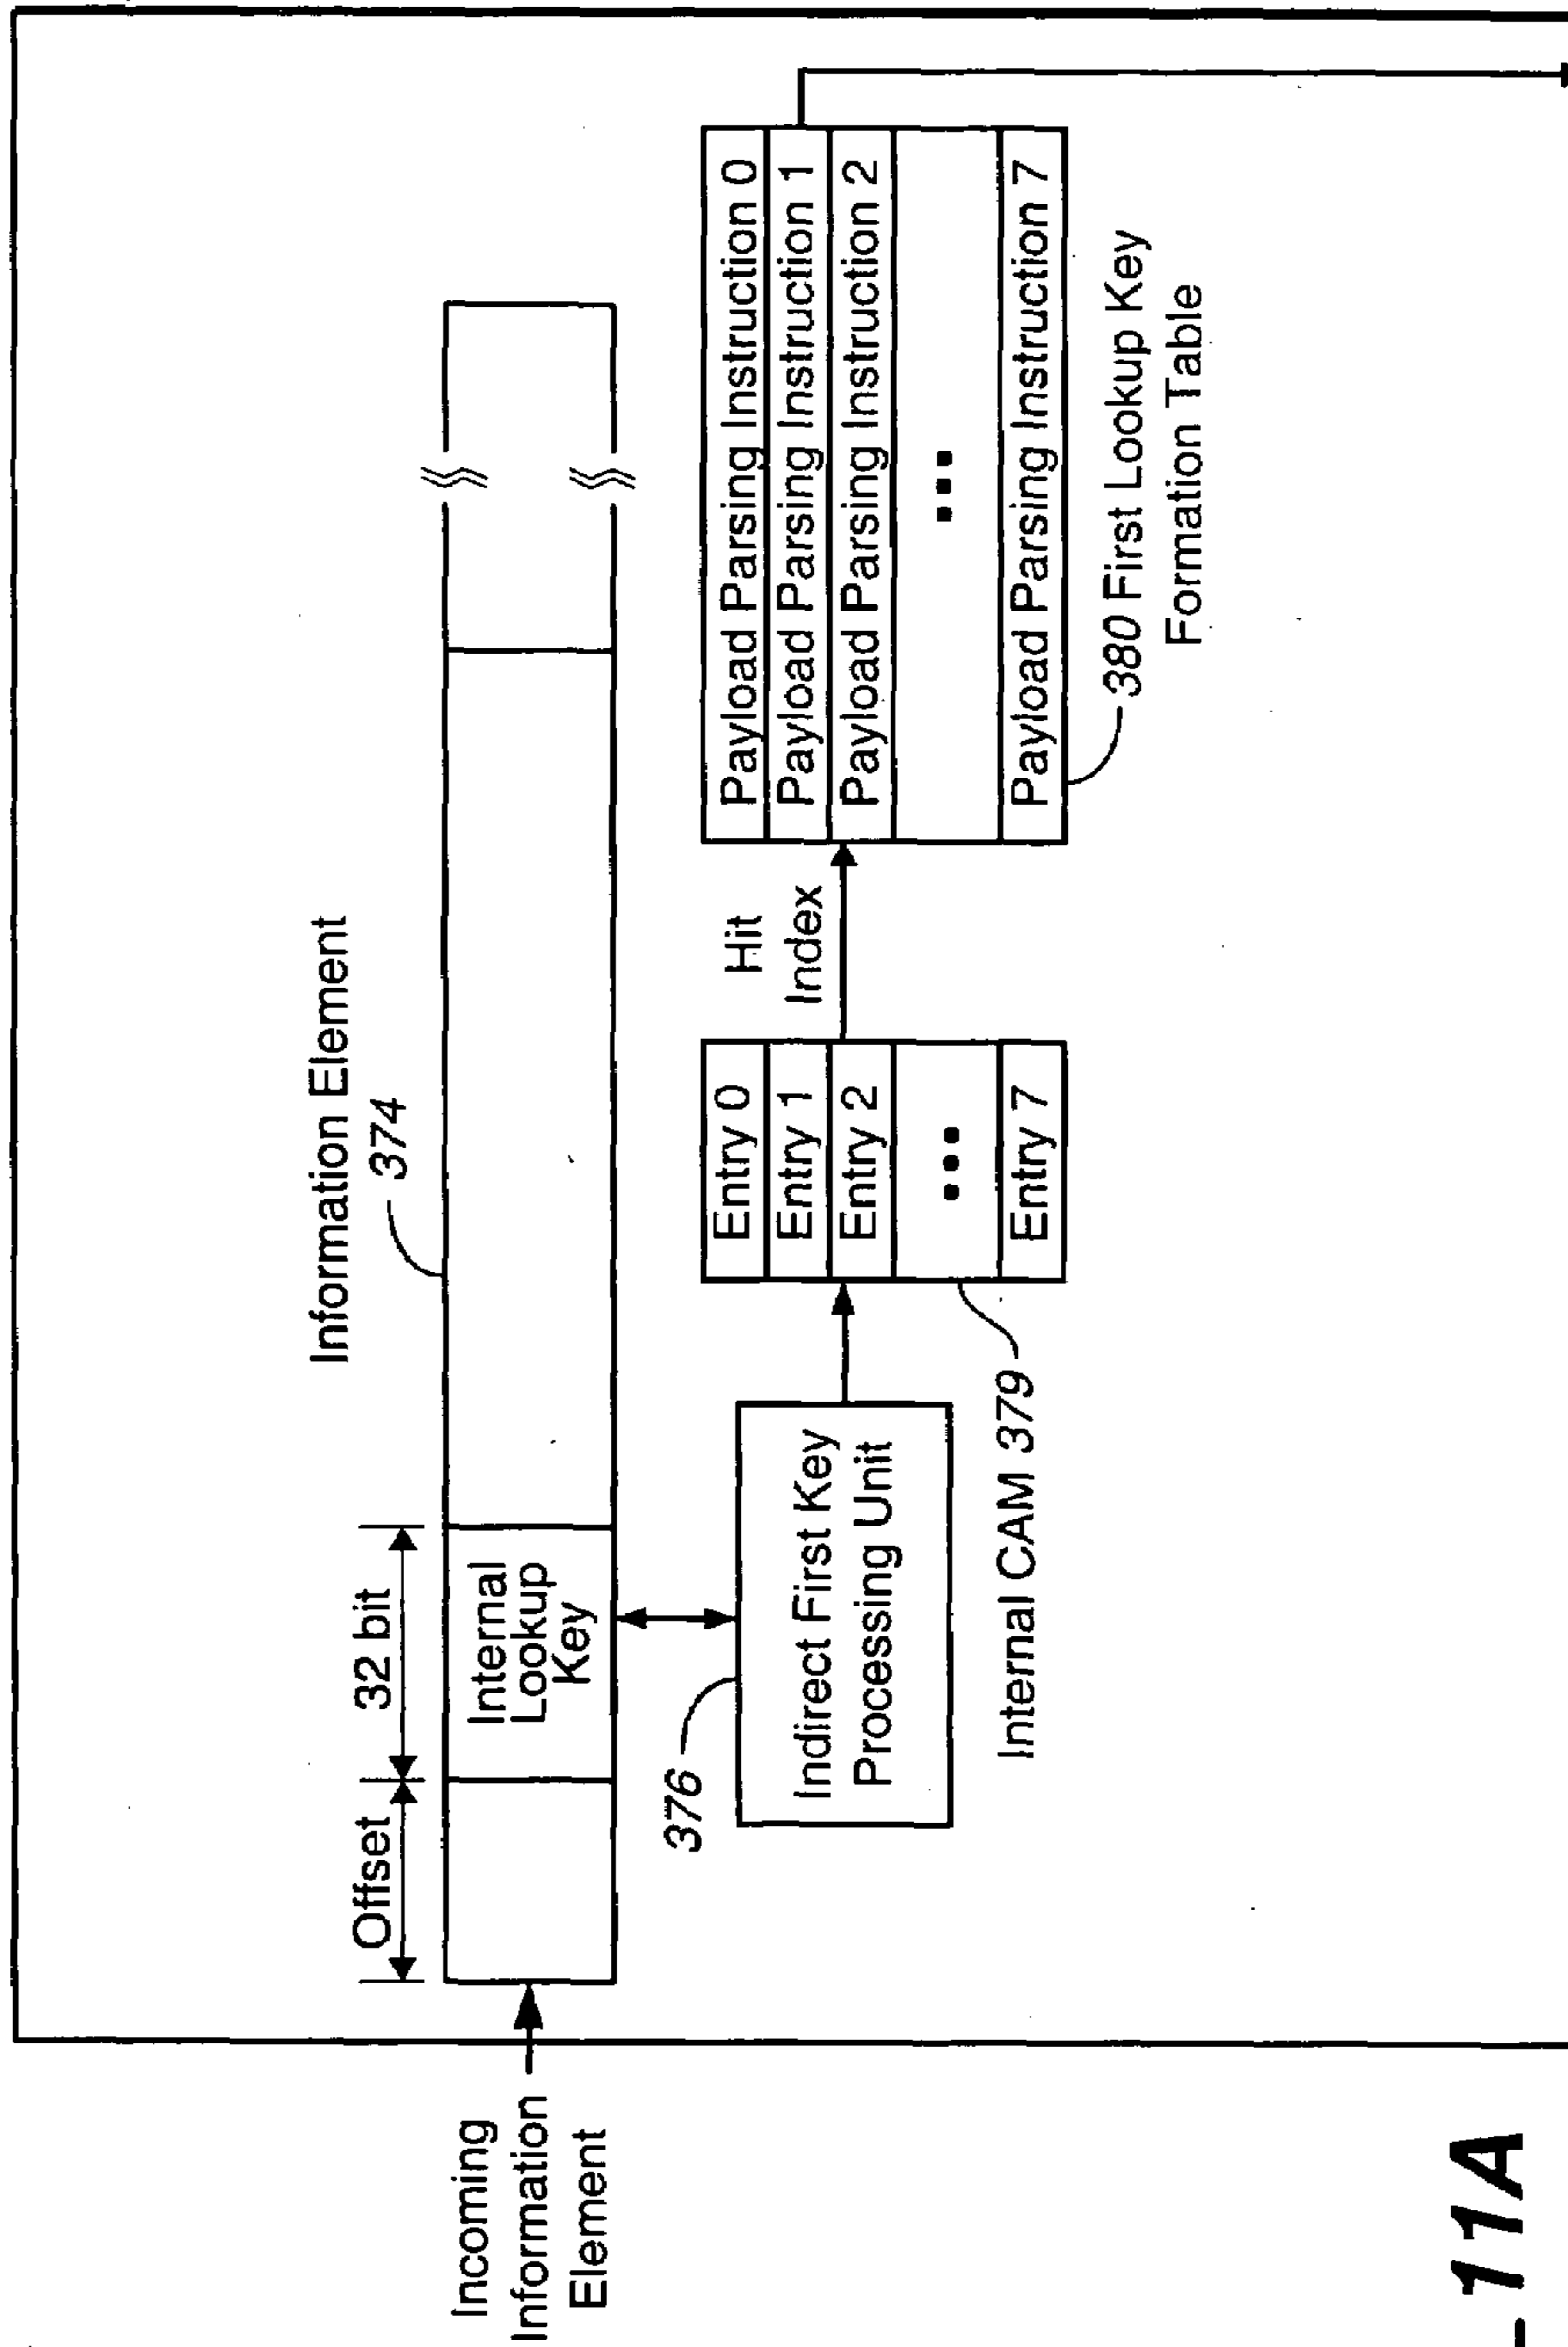 Incoming
Information
Element
Offset
32 bit
Information Element
374
Internal
Lookup
Key
376
Indirect First Key
Processing Unit
Internal CAM 379
Entry 0
Entry 1
Entry 2
...
Entry 7
Hit
Index
Payload Parsing Instruction 0
Payload Parsing Instruction 1
Payload Parsing Instruction 2
...
Payload Parsing Instruction 7
380 First Lookup Key
Formation Table
–11A